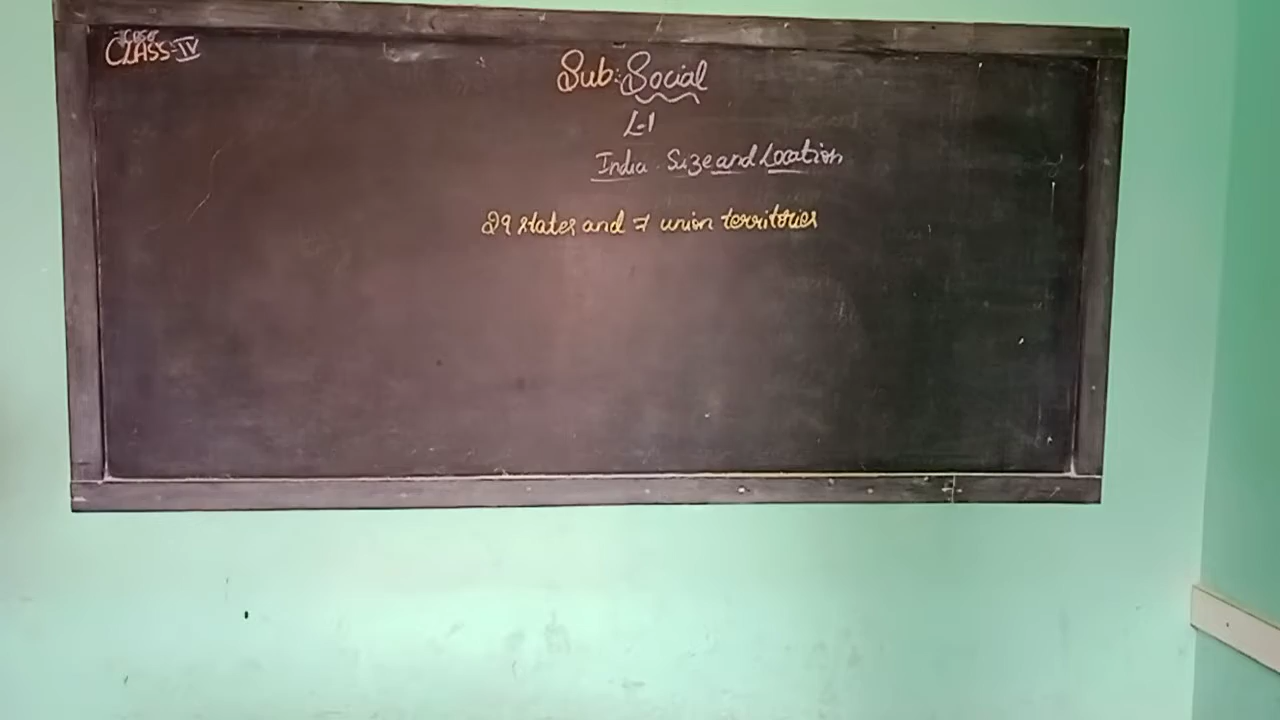 CLASS-IV
Sub: Social
L-1
India. Size and Location
29 states and 7 union territories